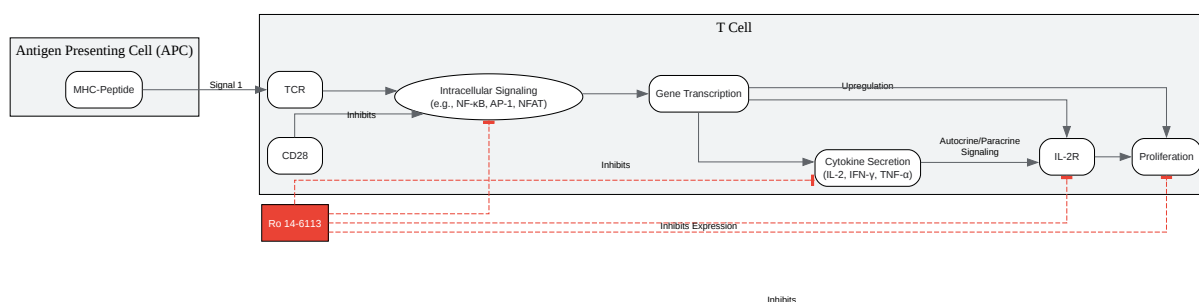 T Cell
Antigen Presenting Cell (APC)
MHC-Peptide
Signal 1
TCR
Intracellular Signaling
(e.g., NF-κB, AP-1, NFAT)
Gene Transcription
Upregulation
Inhibits
CD28
Autocrine/Paracrine
Signaling
Cytokine Secretion
(IL-2, IFN-γ, TNF-α)
IL-2R
Proliferation
Inhibits
Ro 14-6113
Inhibits Expression
Inhibits